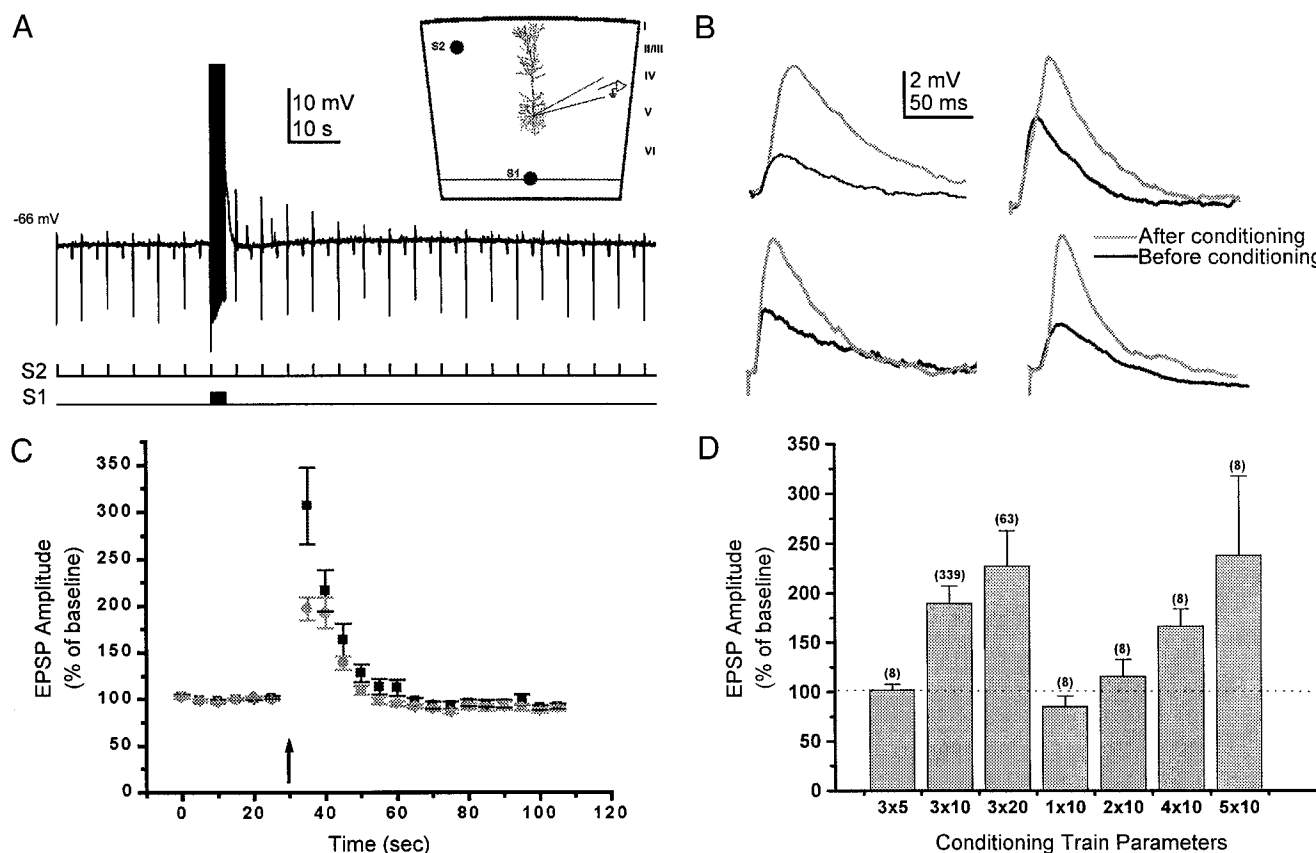 A
10 mV
10 s
-66 mV
S2
S1
I
II/III
IV
V
VI
S2
S1
B
2 mV
50 ms
After conditioning
Before conditioning
C
EPSP Amplitude
(% of baseline)
350
300
250
200
150
100
50
0
0 20 40 60 80 100
Time (sec)
D
EPSP Amplitude
(% of baseline)
350
300
250
200
150
100
50
0
(8)
(339)
(63)
(8)
(8)
(8)
(8)
3x5 3x10 3x20 1x10 2x10 4x10 5x10
Conditioning Train Parameters